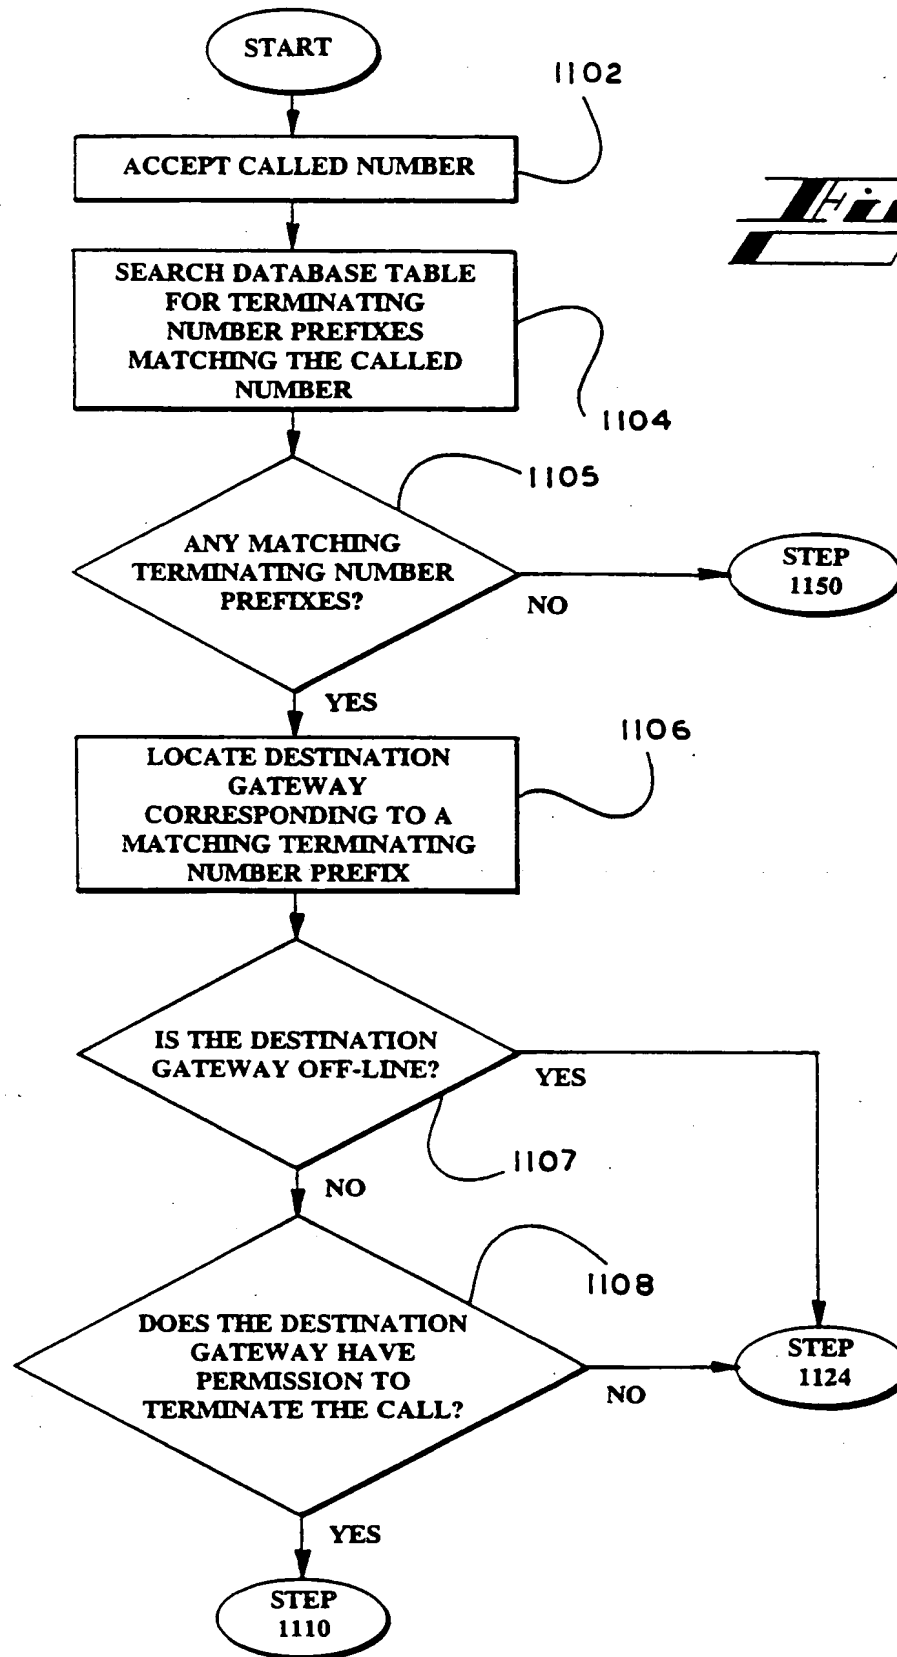 START
1102
ACCEPT CALLED NUMBER
SEARCH DATABASE TABLE
FOR TERMINATING
NUMBER PREFIXES
MATCHING THE CALLED
NUMBER
1104
1105
ANY MATCHING
TERMINATING NUMBER
PREFIXES?
NO
STEP
1150
YES
1106
LOCATE DESTINATION
GATEWAY
CORRESPONDING TO A
MATCHING TERMINATING
NUMBER PREFIX
IS THE DESTINATION
GATEWAY OFF-LINE?
YES
1107
NO
1108
DOES THE DESTINATION
GATEWAY HAVE
PERMISSION TO
TERMINATE THE CALL?
NO
STEP
1124
YES
STEP
1110